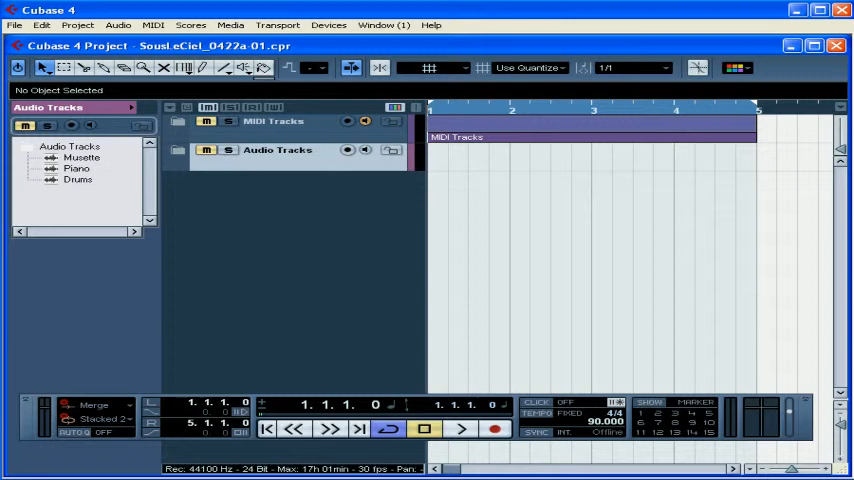 Cubase 4
File Edit Project Audio MIDI Scores Media Transport Devices Window (1) Help
Cubase 4 Project - SousLeCiel_0422a-01.cpr
Use Quantize 1/1
No Object Selected
Audio Tracks
m S
Audio Tracks
Musette
Piano
Drums
[m] [S] [R] [W]
m S MIDI Tracks
m S Audio Tracks
1 2 3 4 5
MIDI Tracks
Merge
Stacked 2
AUTO Q OFF
L 1. 1. 1. 0
0. 0
R 5. 1. 1. 0
0. 0
1. 1. 1. 0
1. 1. 1. 0
CLICK OFF
TEMPO FIXED 4/4
90.000
SYNC INT. Offline
SHOW MARKER
1 2 3 4 5
6 7 8 9 10
11 12 13 14 15
Rec: 44100 Hz - 24 Bit - Max: 17h 01min - 30 fps - Pan: -